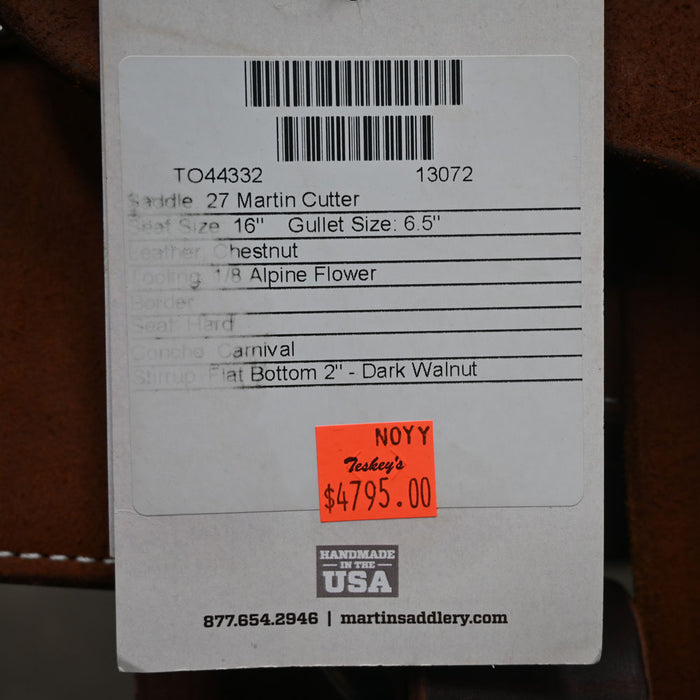 TO44332 13072
Saddle 27 Martin Cutter
Seat Size 16" Gullet Size: 6.5"
Leather Chestnut
Tooling 1/8 Alpine Flower
Border
Seat Hard
Concho Carnival
Stirrup Flat Bottom 2" - Dark Walnut
NOYY
Teskey's
$4795.00
HANDMADE
IN THE
USA
877.654.2946 | martinsaddlery.com